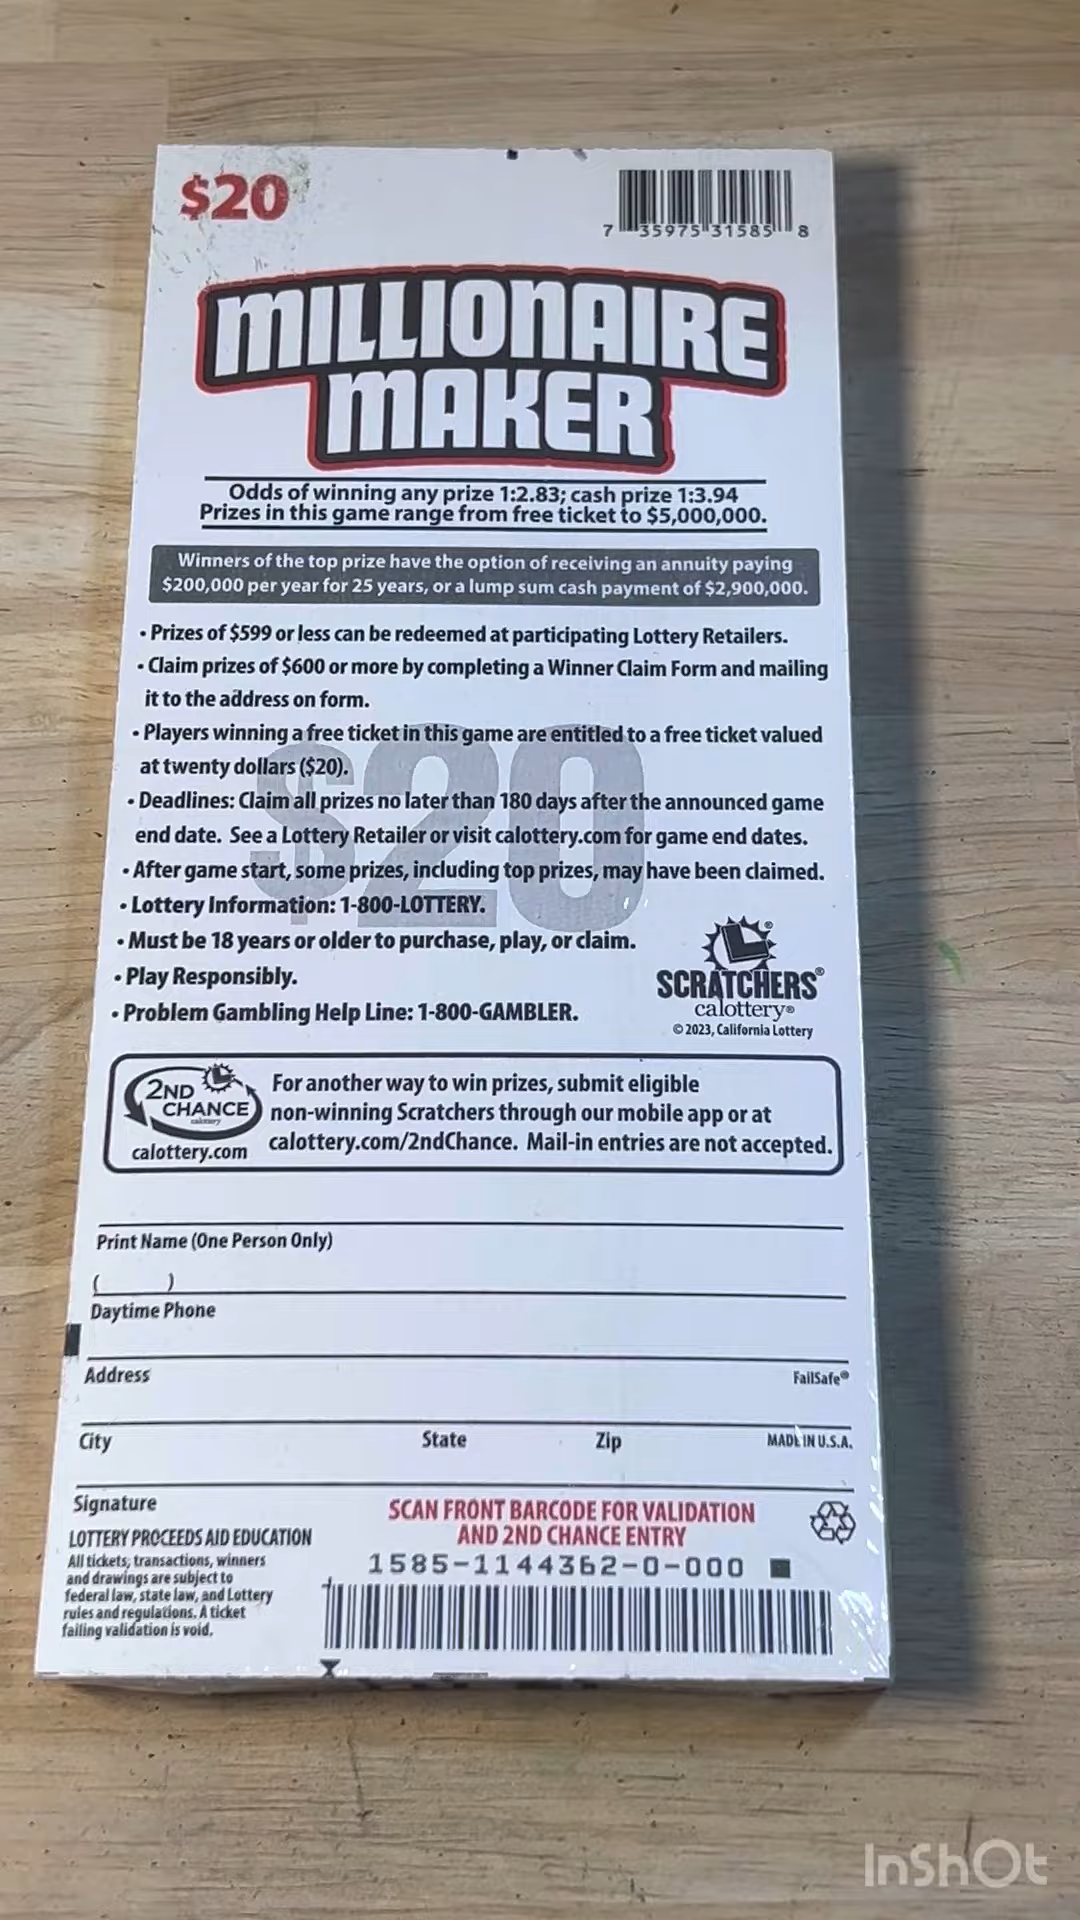 $20
7 35975 31585 8
MILLIONAIRE
MAKER
Odds of winning any prize 1:2.83; cash prize 1:3.94
Prizes in this game range from free ticket to $5,000,000.
Winners of the top prize have the option of receiving an annuity paying
$200,000 per year for 25 years, or a lump sum cash payment of $2,900,000.
$20
• Prizes of $599 or less can be redeemed at participating Lottery Retailers.
• Claim prizes of $600 or more by completing a Winner Claim Form and mailing
it to the address on form.
• Players winning a free ticket in this game are entitled to a free ticket valued
at twenty dollars ($20).
• Deadlines: Claim all prizes no later than 180 days after the announced game
end date. See a Lottery Retailer or visit calottery.com for game end dates.
• After game start, some prizes, including top prizes, may have been claimed.
• Lottery Information: 1-800-LOTTERY.
• Must be 18 years or older to purchase, play, or claim.
• Play Responsibly.
• Problem Gambling Help Line: 1-800-GAMBLER.
L®
SCRATCHERS®
calottery®
© 2023, California Lottery
2ND
CHANCE
calottery
calottery.com
For another way to win prizes, submit eligible
non-winning Scratchers through our mobile app or at
calottery.com/2ndChance. Mail-in entries are not accepted.
Print Name (One Person Only)
( )
Daytime Phone
Address
FailSafe®
City State Zip MADE IN U.S.A.
Signature
LOTTERY PROCEEDS AID EDUCATION
All tickets, transactions, winners
and drawings are subject to
federal law, state law, and Lottery
rules and regulations. A ticket
failing validation is void.
SCAN FRONT BARCODE FOR VALIDATION
AND 2ND CHANCE ENTRY
1585-1144362-0-000
InShOt